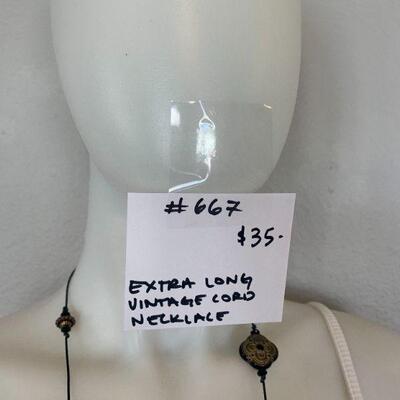 #667
$35-
EXTRA LONG
VINTAGE CORD
NECKLACE